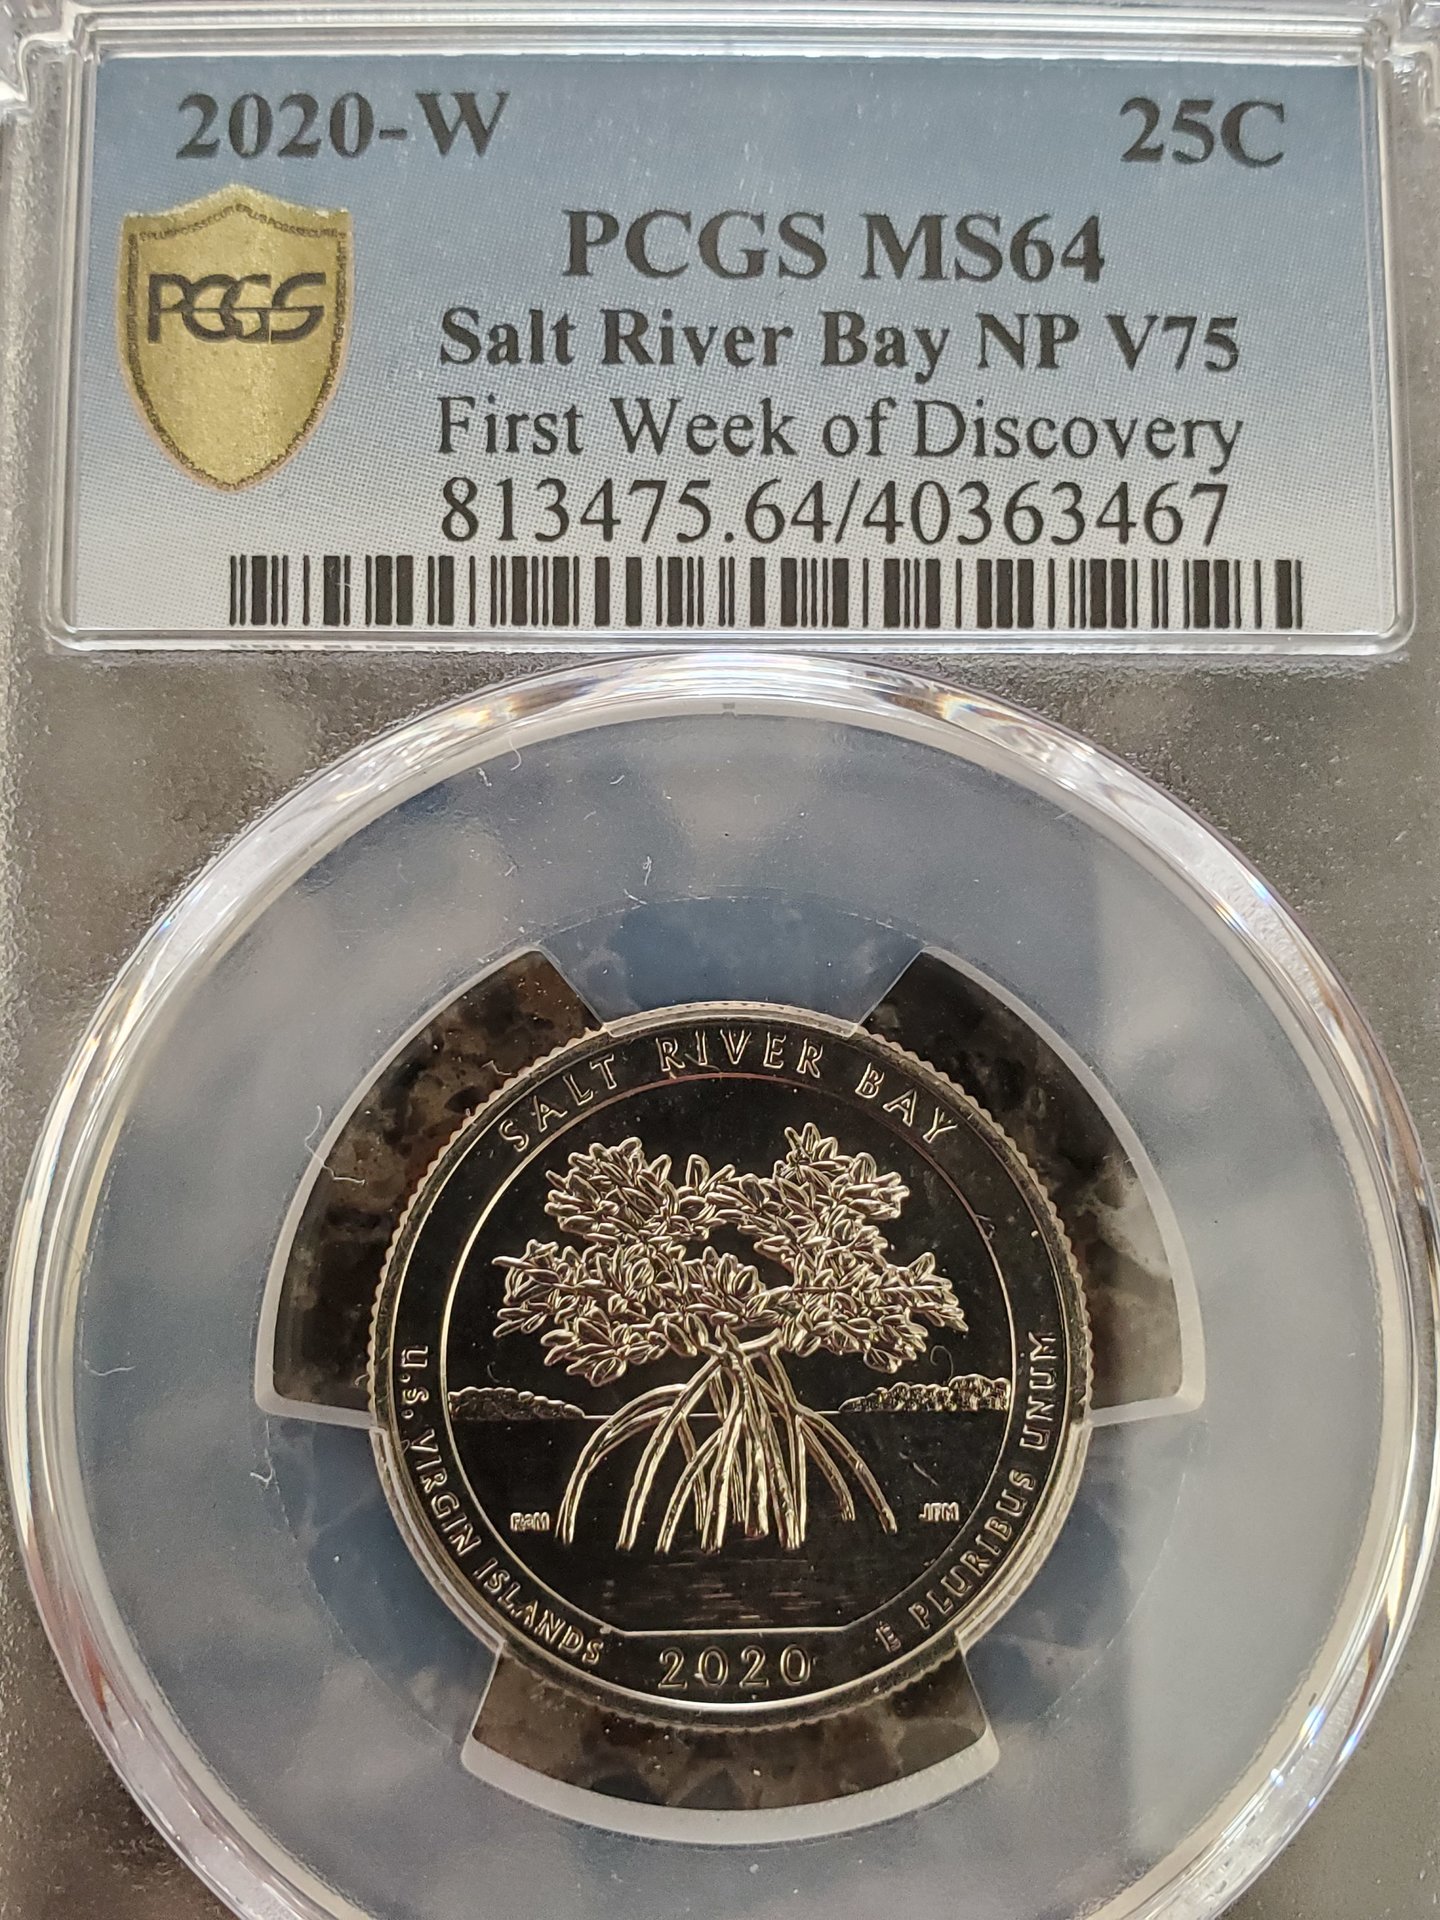 2020-W 25C
PCGS MS64
PCGS
Salt River Bay NP V75
First Week of Discovery
813475.64/40363467
SALT RIVER BAY
U.S. VIRGIN ISLANDS
2020
E PLURIBUS UNUM
JFM